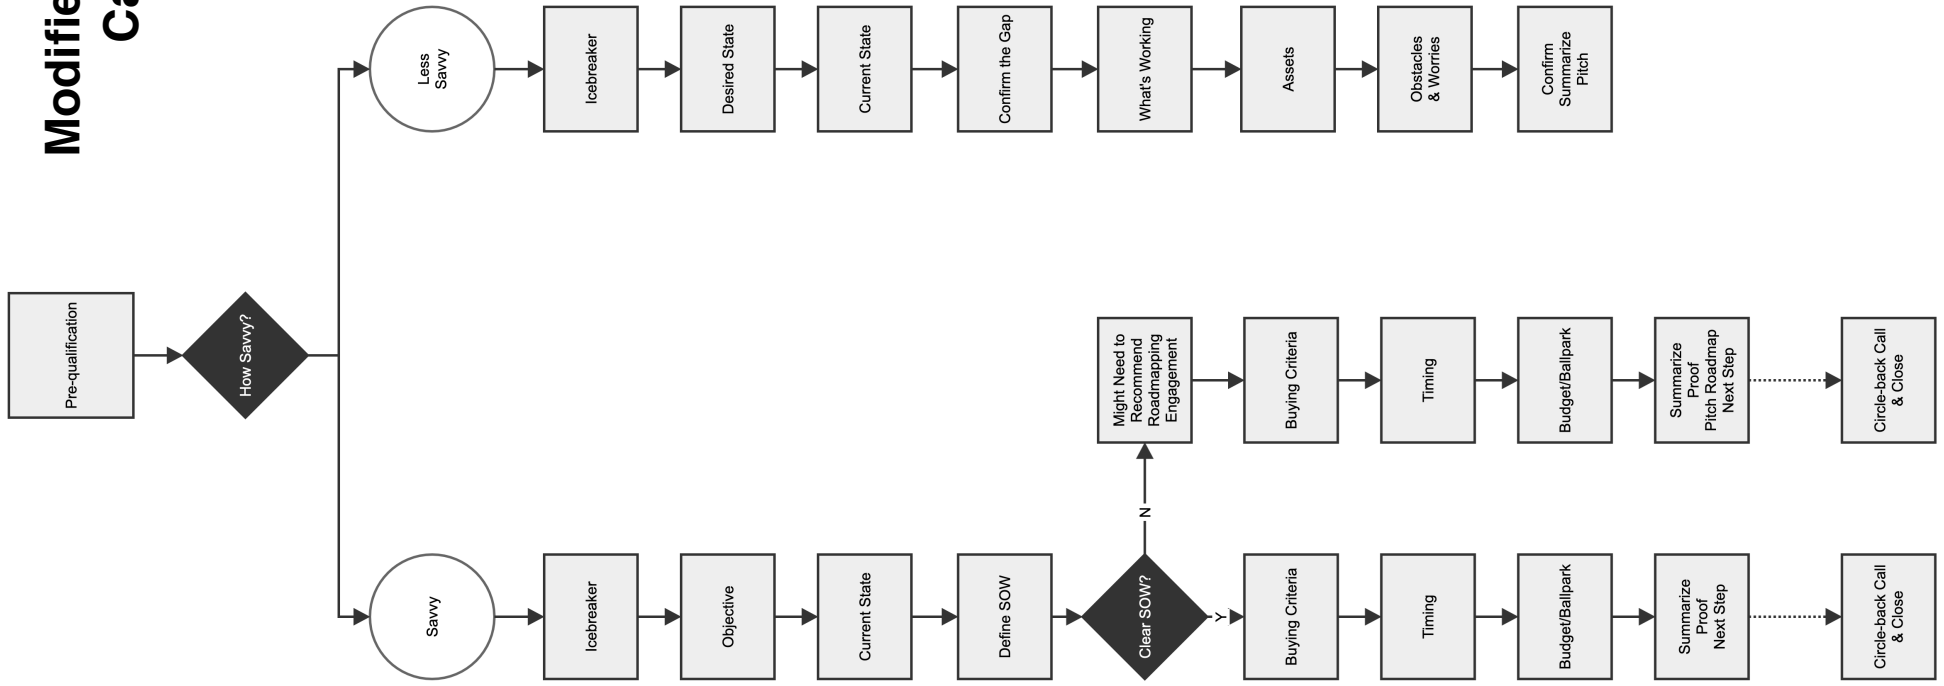 Pre-qualification
How Savvy?
Savvy
Icebreaker
Objective
Current State
Define SOW
Clear SOW?
Y
Buying Criteria
Timing
Budget/Ballpark
Summarize
Proof
Next Step
Circle-back Call
& Close
N
Might Need to
Recommend
Roadmapping
Engagement
Buying Criteria
Timing
Budget/Ballpark
Summarize
Proof
Pitch Roadmap
Next Step
Circle-back Call
& Close
Less
Savvy
Icebreaker
Desired State
Current State
Confirm the Gap
What's Working
Assets
Obstacles
& Worries
Confirm
Summarize
Pitch